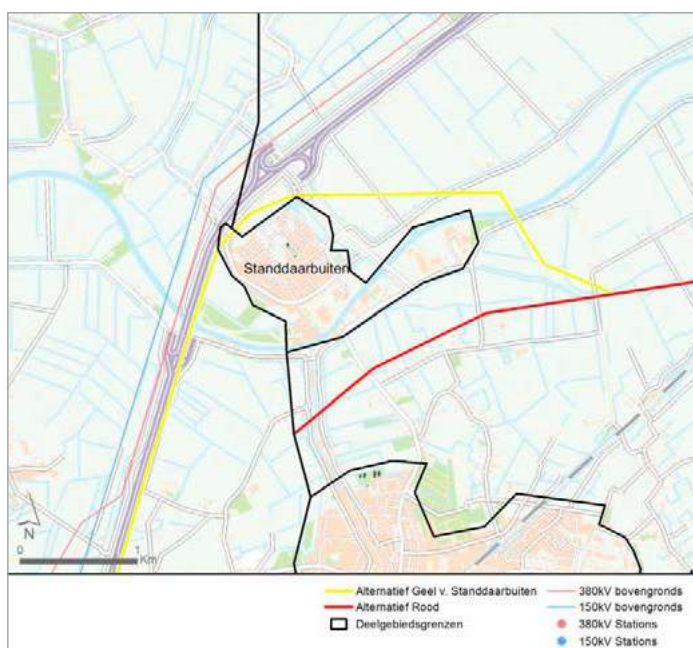 Standdaarbuiten
N
0 1
Km
Alternatief Geel v. Standdaarbuiten
Alternatief Rood
Deelgebiedsgrenzen
380kV bovengronds
150kV bovengronds
380kV Stations
150kV Stations